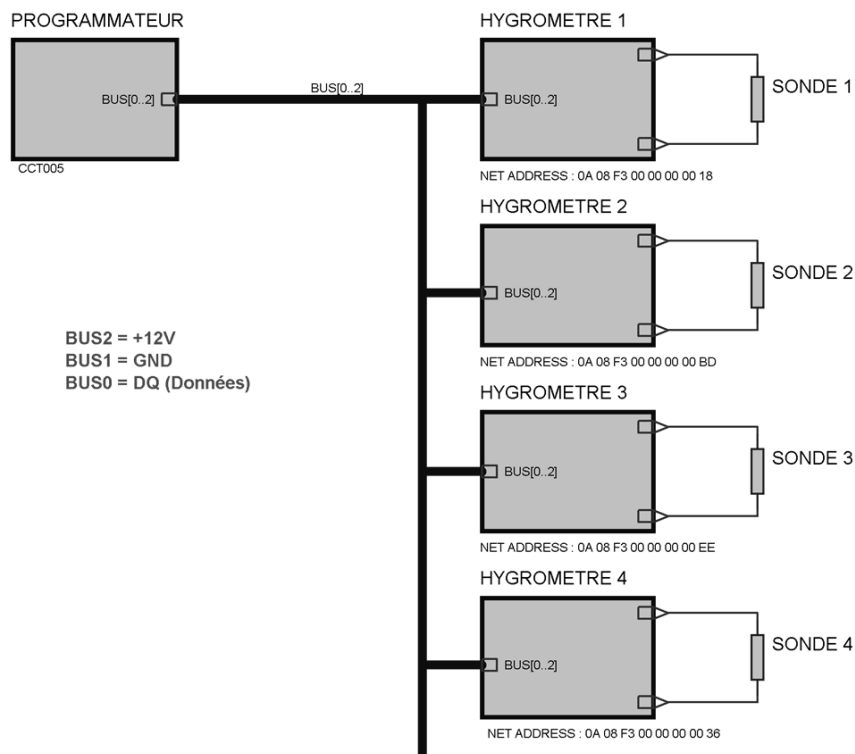 PROGRAMMATEUR
BUS[0..2]
CCT005
BUS[0..2]
HYGROMETRE 1
BUS[0..2]
SONDE 1
NET ADDRESS : 0A 08 F3 00 00 00 00 18
HYGROMETRE 2
BUS[0..2]
SONDE 2
NET ADDRESS : 0A 08 F3 00 00 00 00 BD
BUS2 = +12V
BUS1 = GND
BUS0 = DQ (Données)
HYGROMETRE 3
BUS[0..2]
SONDE 3
NET ADDRESS : 0A 08 F3 00 00 00 00 EE
HYGROMETRE 4
BUS[0..2]
SONDE 4
NET ADDRESS : 0A 08 F3 00 00 00 00 36